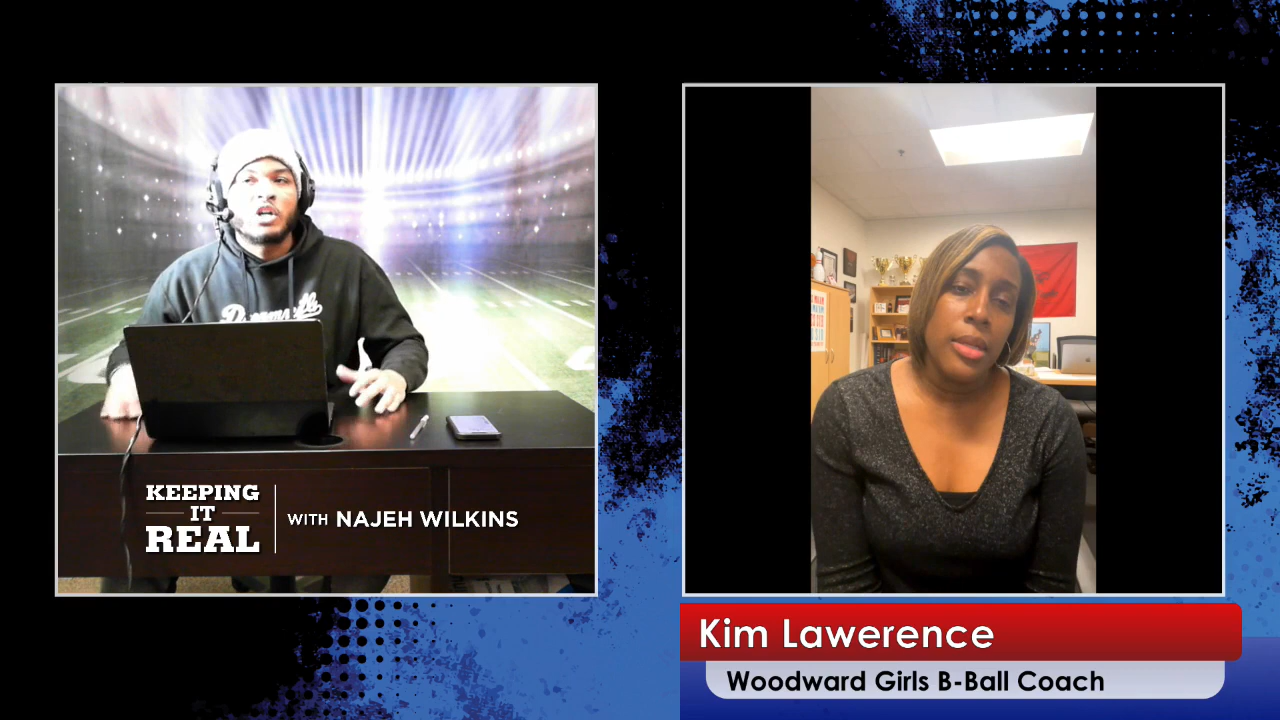 KEEPING
IT
REAL
WITH NAJEH WILKINS
Kim Lawerence
Woodward Girls B-Ball Coach